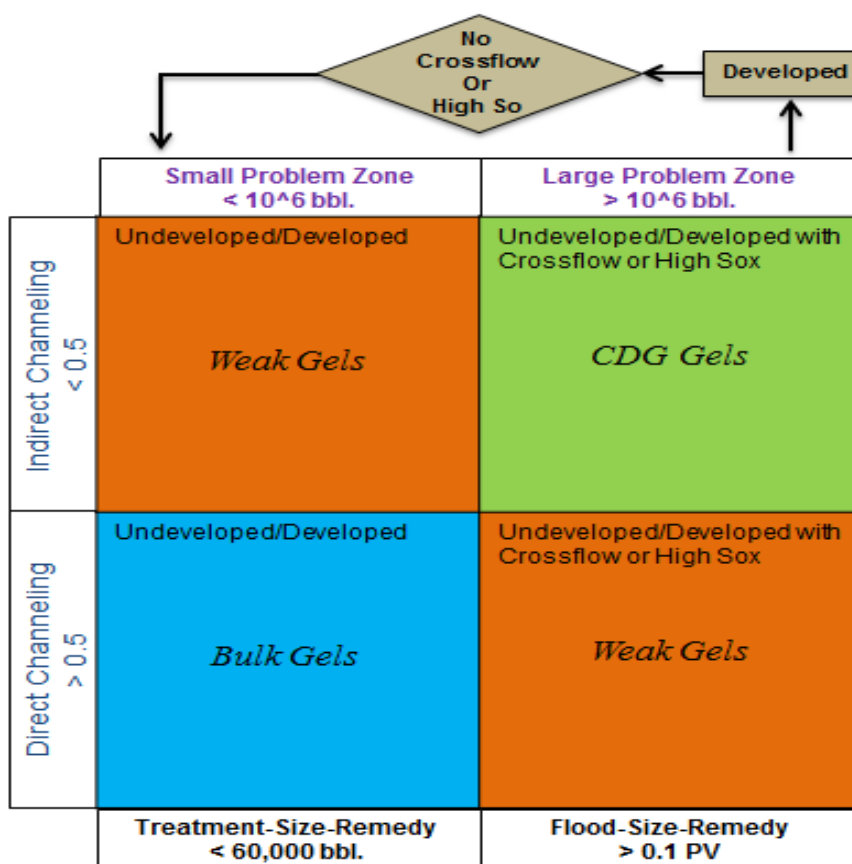 No
Crossflow
Or
High So
Developed
Small Problem Zone
< 10^6 bbl.
Large Problem Zone
> 10^6 bbl.
Indirect Channeling
< 0.5
Undeveloped/Developed
Weak Gels
Undeveloped/Developed with
Crossflow or High Sox
CDG Gels
Direct Channeling
> 0.5
Undeveloped/Developed
Bulk Gels
Undeveloped/Developed with
Crossflow or High Sox
Weak Gels
Treatment-Size-Remedy
< 60,000 bbl.
Flood-Size-Remedy
> 0.1 PV